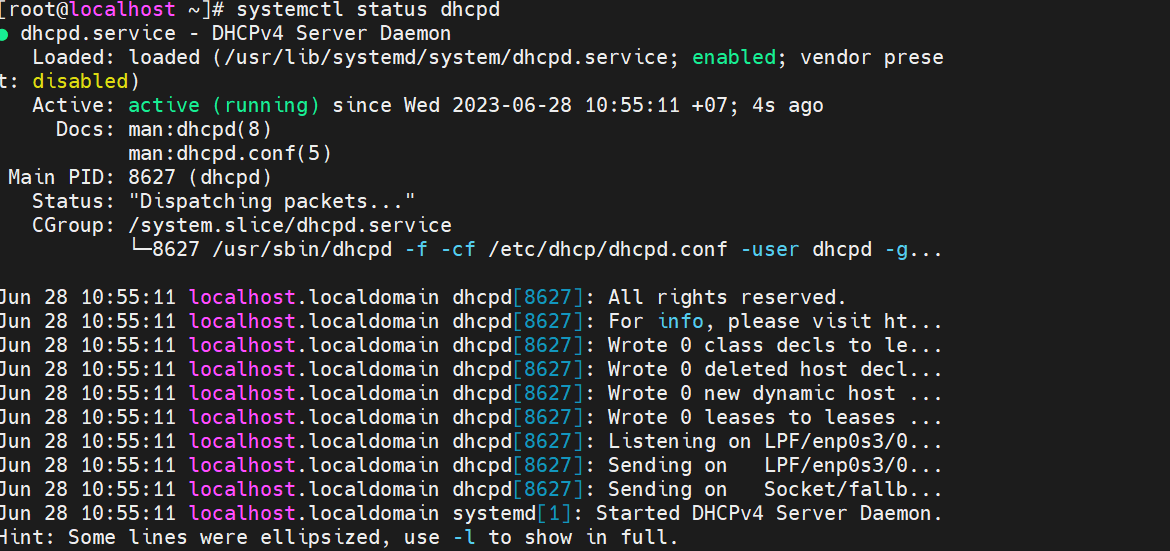 [root@localhost ~]# systemctl status dhcpd
● dhcpd.service - DHCPv4 Server Daemon
   Loaded: loaded (/usr/lib/systemd/system/dhcpd.service; enabled; vendor prese
t: disabled)
   Active: active (running) since Wed 2023-06-28 10:55:11 +07; 4s ago
     Docs: man:dhcpd(8)
           man:dhcpd.conf(5)
 Main PID: 8627 (dhcpd)
   Status: "Dispatching packets..."
   CGroup: /system.slice/dhcpd.service
           └─8627 /usr/sbin/dhcpd -f -cf /etc/dhcp/dhcpd.conf -user dhcpd -g...

Jun 28 10:55:11 localhost.localdomain dhcpd[8627]: All rights reserved.
Jun 28 10:55:11 localhost.localdomain dhcpd[8627]: For info, please visit ht...
Jun 28 10:55:11 localhost.localdomain dhcpd[8627]: Wrote 0 class decls to le...
Jun 28 10:55:11 localhost.localdomain dhcpd[8627]: Wrote 0 deleted host decl...
Jun 28 10:55:11 localhost.localdomain dhcpd[8627]: Wrote 0 new dynamic host ...
Jun 28 10:55:11 localhost.localdomain dhcpd[8627]: Wrote 0 leases to leases ...
Jun 28 10:55:11 localhost.localdomain dhcpd[8627]: Listening on LPF/enp0s3/0...
Jun 28 10:55:11 localhost.localdomain dhcpd[8627]: Sending on   LPF/enp0s3/0...
Jun 28 10:55:11 localhost.localdomain dhcpd[8627]: Sending on   Socket/fallb...
Jun 28 10:55:11 localhost.localdomain systemd[1]: Started DHCPv4 Server Daemon.
Hint: Some lines were ellipsized, use -l to show in full.